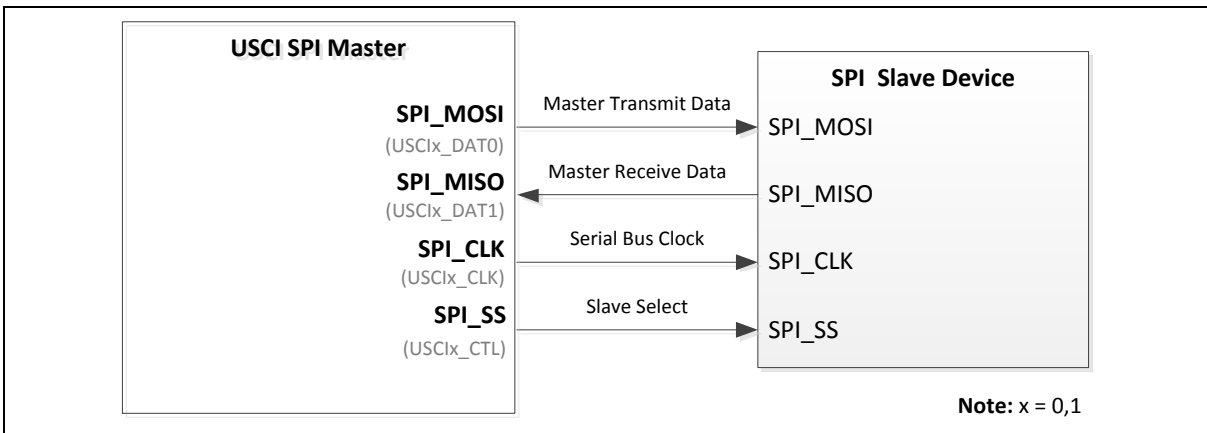 USCI SPI Master
SPI_MOSI
(USCIx_DAT0)
SPI_MISO
(USCIx_DAT1)
SPI_CLK
(USCIx_CLK)
SPI_SS
(USCIx_CTL)
Master Transmit Data
Master Receive Data
Serial Bus Clock
Slave Select
SPI Slave Device
SPI_MOSI
SPI_MISO
SPI_CLK
SPI_SS
Note: x = 0,1